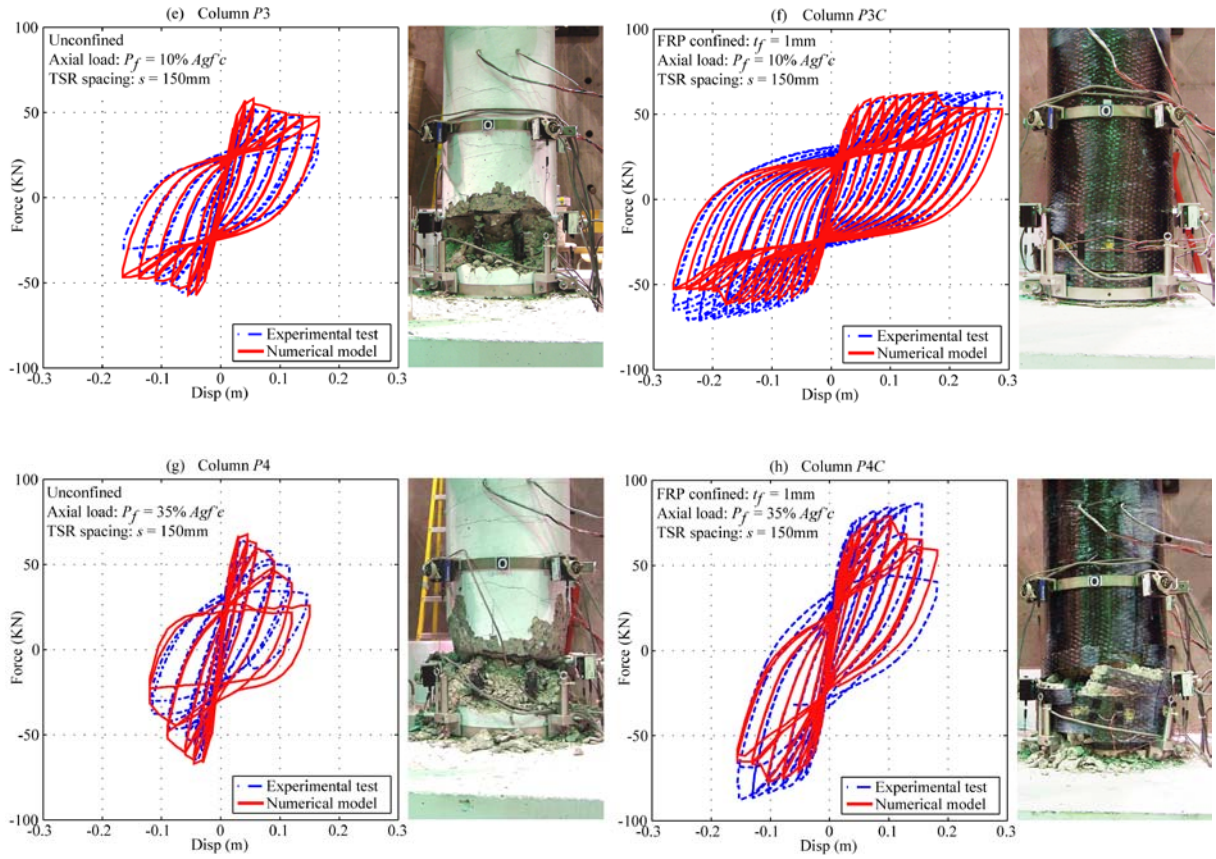 (e) Column P3
Unconfined
Axial load: P_f = 10% Agf'c
TSR spacing: s = 150mm
Force (KN)
100
50
0
-50
-100
-0.3 -0.2 -0.1 0 0.1 0.2 0.3
Disp (m)
Experimental test
Numerical model
O
(f) Column P3C
FRP confined: t_f = 1mm
Axial load: P_f = 10% Agf'c
TSR spacing: s = 150mm
Force (KN)
100
50
0
-50
-100
-0.3 -0.2 -0.1 0 0.1 0.2 0.3
Disp (m)
Experimental test
Numerical model
O
(g) Column P4
Unconfined
Axial load: P_f = 35% Agf'c
TSR spacing: s = 150mm
Force (KN)
100
50
0
-50
-100
-0.3 -0.2 -0.1 0 0.1 0.2 0.3
Disp (m)
Experimental test
Numerical model
O
(h) Column P4C
FRP confined: t_f = 1mm
Axial load: P_f = 35% Agf'c
TSR spacing: s = 150mm
Force (KN)
100
50
0
-50
-100
-0.3 -0.2 -0.1 0 0.1 0.2 0.3
Disp (m)
Experimental test
Numerical model
O